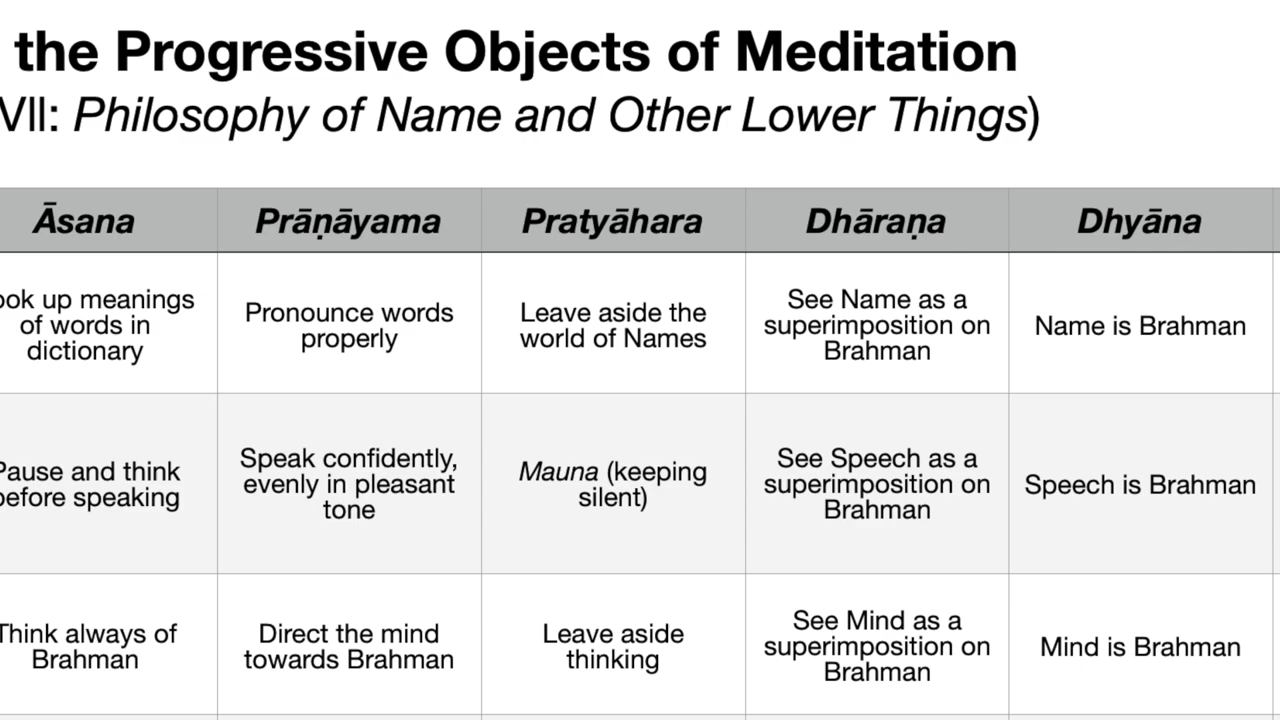 the Progressive Objects of Meditation
VII: Philosophy of Name and Other Lower Things)
Āsana Prāṇāyama Pratyāhara Dhāraṇa Dhyāna
up meanings
of words in
dictionary
Pronounce words
properly
Leave aside the
world of Names
See Name as a
superimposition on
Brahman
Name is Brahman
Pause and think
before speaking
Speak confidently,
evenly in pleasant
tone
Mauna (keeping
silent)
See Speech as a
superimposition on
Brahman
Speech is Brahman
Think always of
Brahman
Direct the mind
towards Brahman
Leave aside
thinking
See Mind as a
superimposition on
Brahman
Mind is Brahman